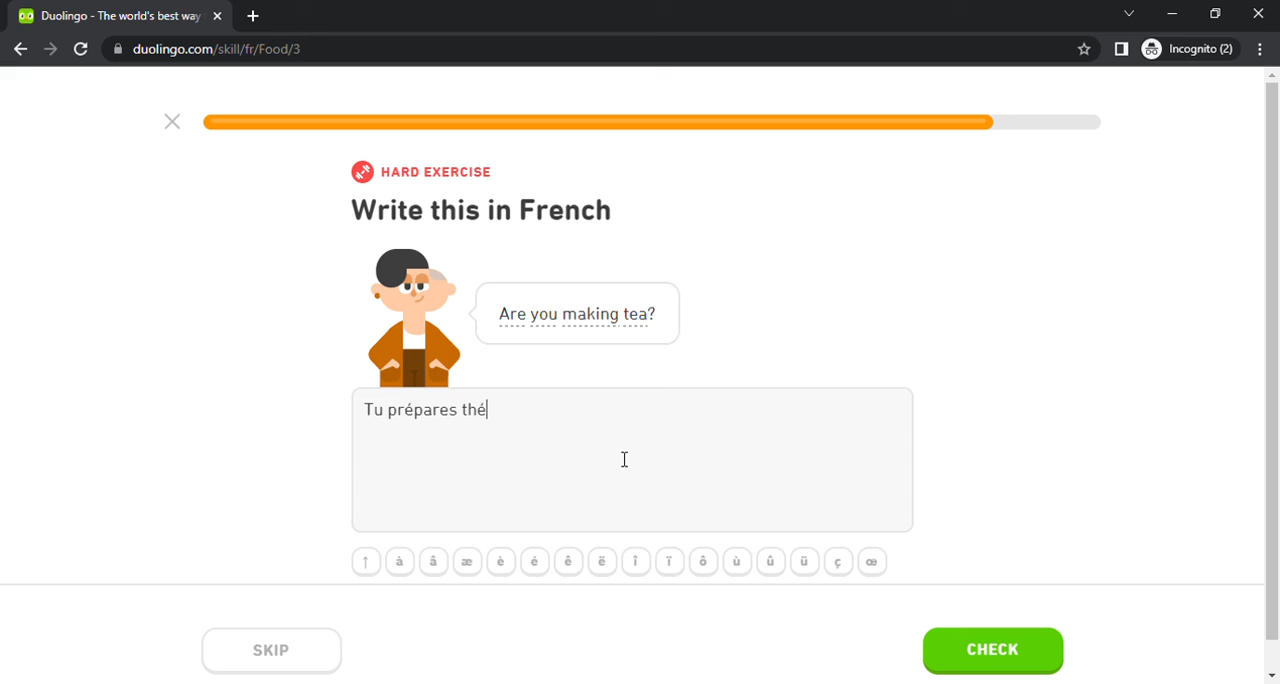 Duolingo - The world's best way
duolingo.com/skill/fr/Food/3
Incognito (2)
HARD EXERCISE
Write this in French
Are you making tea?
Tu prépares thé
↑ à â æ è é ê ë î ï ô ù û ü ç œ
SKIP
CHECK